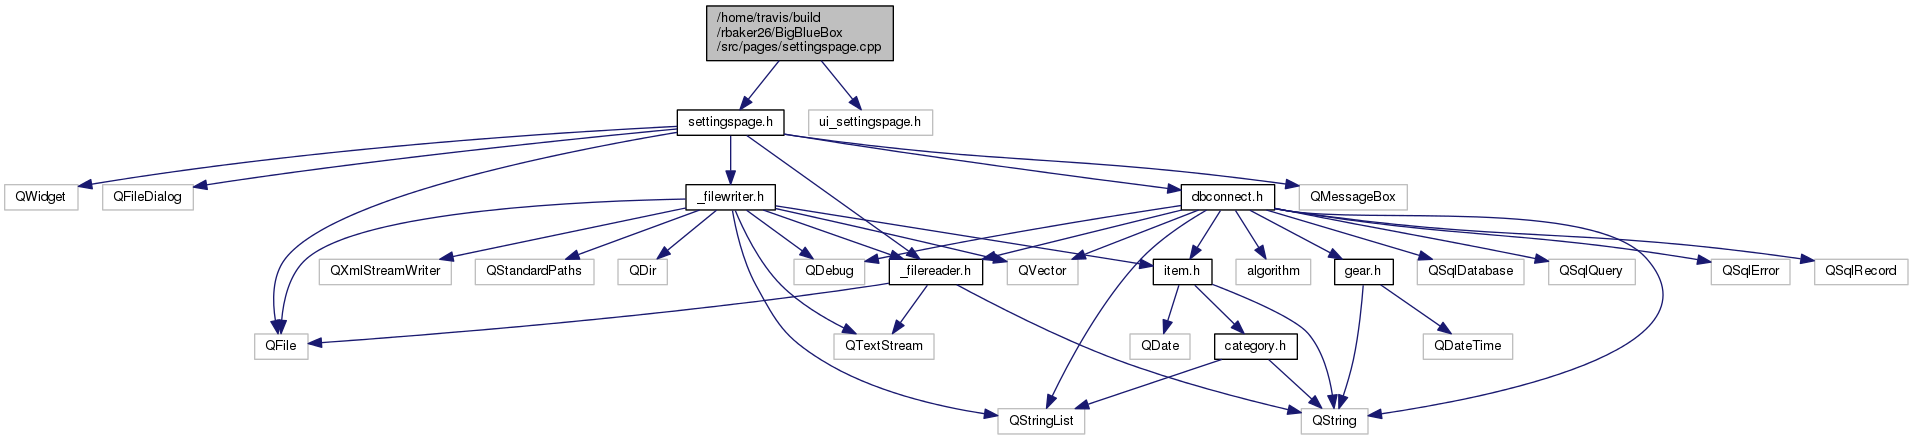 /home/travis/build
/rbaker26/BigBlueBox
/src/pages/settingspage.cpp
settingspage.h
ui_settingspage.h
QWidget
QFileDialog
_filewriter.h
dbconnect.h
QMessageBox
QXmlStreamWriter
QStandardPaths
QDir
QDebug
_filereader.h
QVector
item.h
algorithm
gear.h
QSqlDatabase
QSqlQuery
QSqlError
QSqlRecord
QFile
QTextStream
QDate
category.h
QDateTime
QStringList
QString